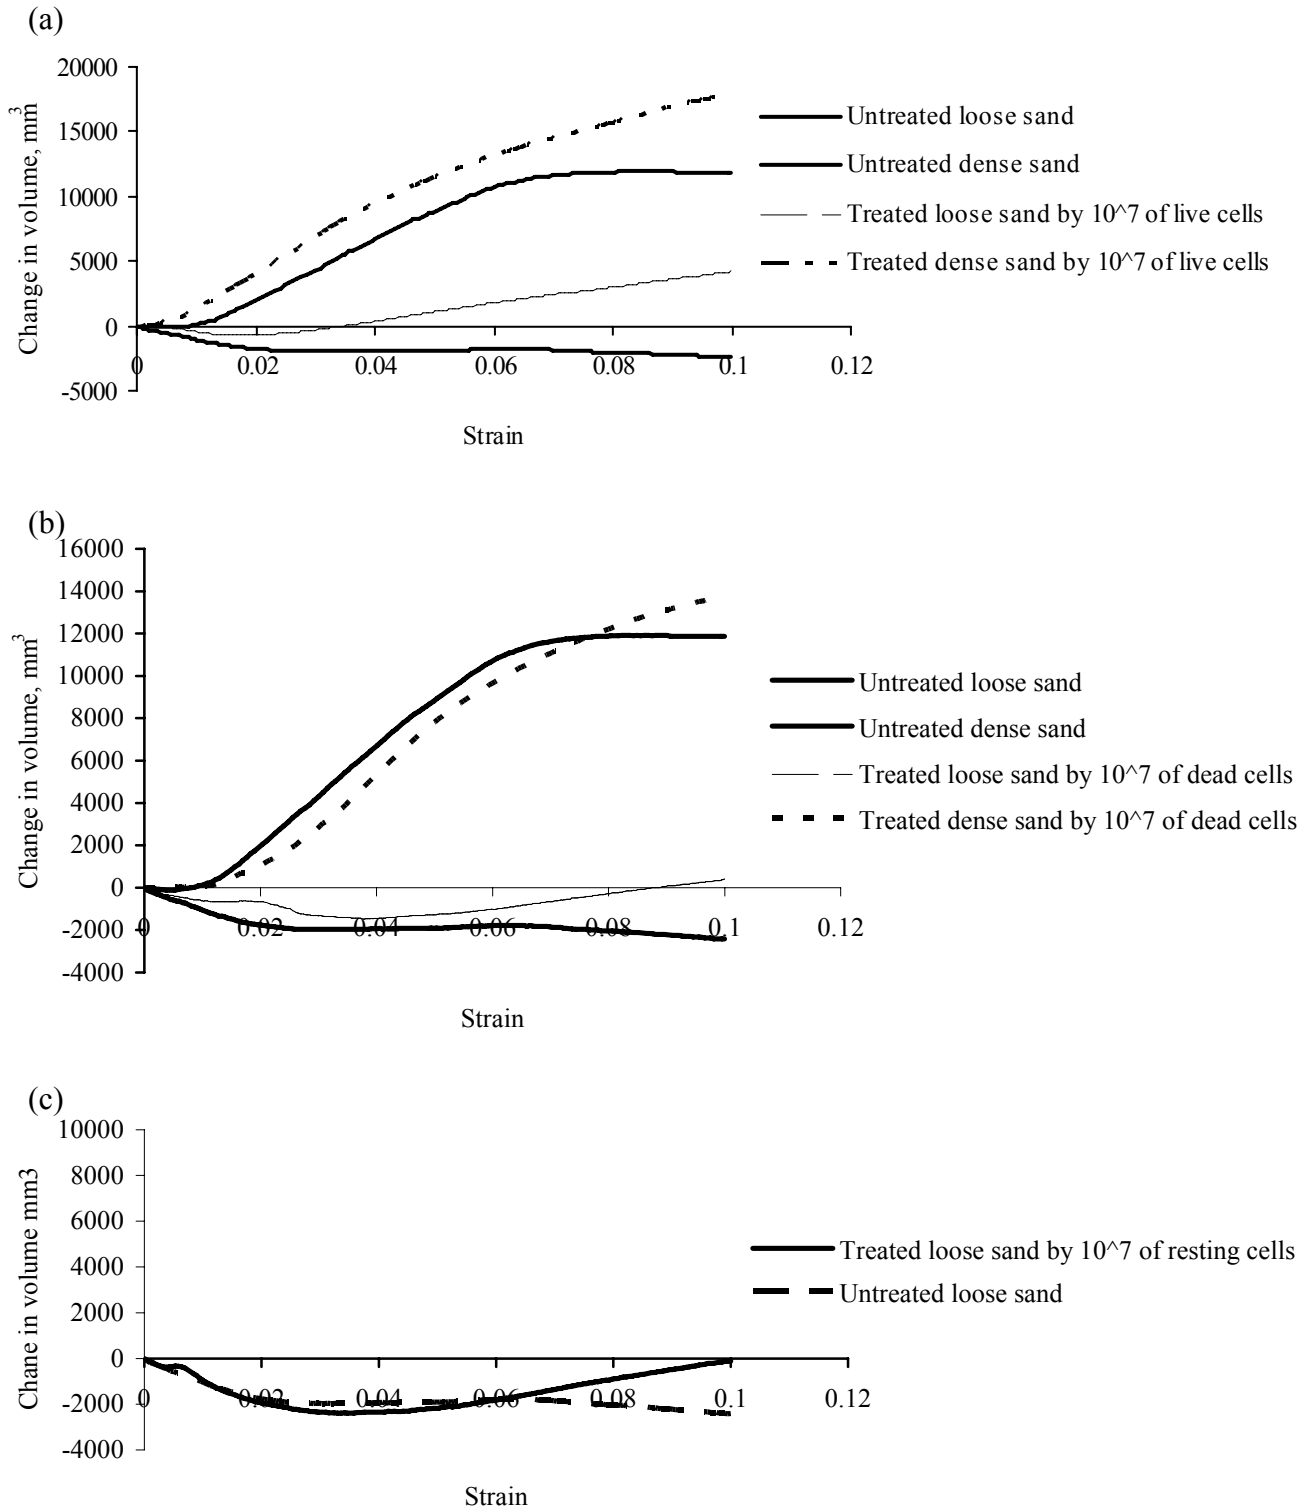 (a)
20000
15000
10000
5000
0
-5000
Change in volume, mm3
0
0.02
0.04
0.06
0.08
0.1
0.12
Strain
Untreated loose sand
Untreated dense sand
Treated loose sand by 10^7 of live cells
Treated dense sand by 10^7 of live cells
(b)
16000
14000
12000
10000
8000
6000
4000
2000
0
-2000
-4000
Change in volume, mm3
0
0.02
0.04
0.06
0.08
0.1
0.12
Strain
Untreated loose sand
Untreated dense sand
Treated loose sand by 10^7 of dead cells
Treated dense sand by 10^7 of dead cells
(c)
10000
8000
6000
4000
2000
0
-2000
-4000
Chane in volume mm3
0
0.02
0.04
0.06
0.08
0.1
0.12
Strain
Treated loose sand by 10^7 of resting cells
Untreated loose sand